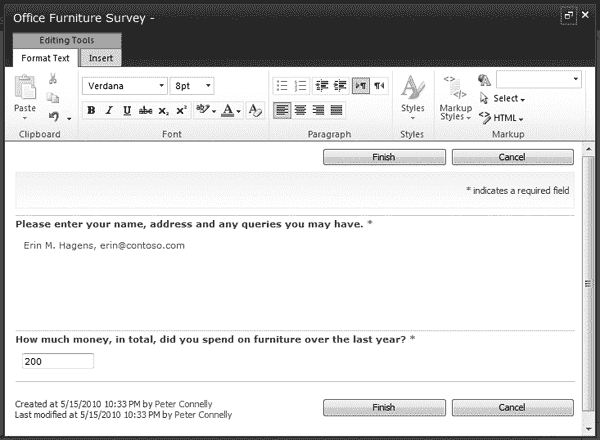 Office Furniture Survey -
Editing Tools
Format Text Insert
Verdana 8pt
Paste
B I U abc x₂ x²
A A
Styles
Markup Styles
Select
HTML
Clipboard Font Paragraph Styles Markup
Finish Cancel
* indicates a required field
Please enter your name, address and any queries you may have. *
Erin M. Hagens, erin@contoso.com
How much money, in total, did you spend on furniture over the last year? *
200
Created at 5/15/2010 10:33 PM by Peter Connelly
Last modified at 5/15/2010 10:33 PM by Peter Connelly
Finish Cancel